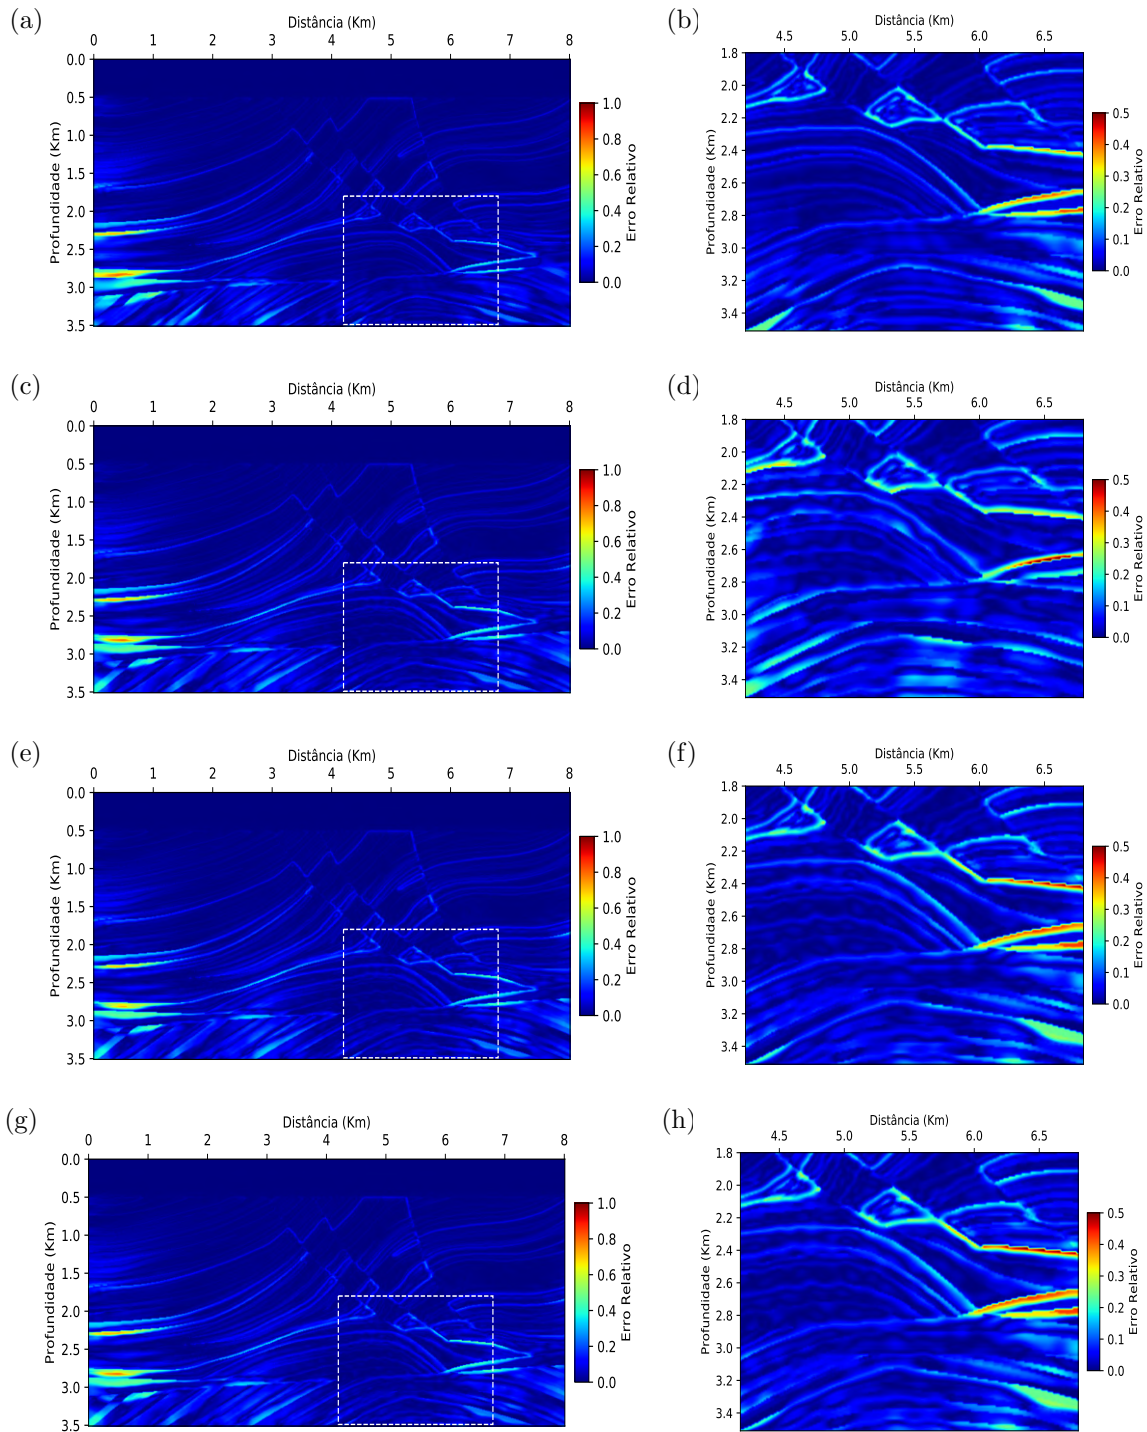 (a)
Distância (Km)
0 1 2 3 4 5 6 7 8
Profundidade (Km)
0.0
0.5
1.0
1.5
2.0
2.5
3.0
3.5
1.0
0.8
0.6
0.4
0.2
0.0
Erro Relativo
(b)
Distância (Km)
4.5 5.0 5.5 6.0 6.5
Profundidade (Km)
1.8
2.0
2.2
2.4
2.6
2.8
3.0
3.2
3.4
0.5
0.4
0.3
0.2
0.1
0.0
Erro Relativo
(c)
Distância (Km)
0 1 2 3 4 5 6 7 8
Profundidade (Km)
0.0
0.5
1.0
1.5
2.0
2.5
3.0
3.5
1.0
0.8
0.6
0.4
0.2
0.0
Erro Relativo
(d)
Distância (Km)
4.5 5.0 5.5 6.0 6.5
Profundidade (Km)
1.8
2.0
2.2
2.4
2.6
2.8
3.0
3.2
3.4
0.5
0.4
0.3
0.2
0.1
0.0
Erro Relativo
(e)
Distância (Km)
0 1 2 3 4 5 6 7 8
Profundidade (Km)
0.0
0.5
1.0
1.5
2.0
2.5
3.0
3.5
1.0
0.8
0.6
0.4
0.2
0.0
Erro Relativo
(f)
Distância (Km)
4.5 5.0 5.5 6.0 6.5
Profundidade (Km)
1.8
2.0
2.2
2.4
2.6
2.8
3.0
3.2
3.4
0.5
0.4
0.3
0.2
0.1
0.0
Erro Relativo
(g)
Distância (Km)
0 1 2 3 4 5 6 7 8
Profundidade (Km)
0.0
0.5
1.0
1.5
2.0
2.5
3.0
3.5
1.0
0.8
0.6
0.4
0.2
0.0
Erro Relativo
(h)
Distância (Km)
4.5 5.0 5.5 6.0 6.5
Profundidade (Km)
1.8
2.0
2.2
2.4
2.6
2.8
3.0
3.2
3.4
0.5
0.4
0.3
0.2
0.1
0.0
Erro Relativo